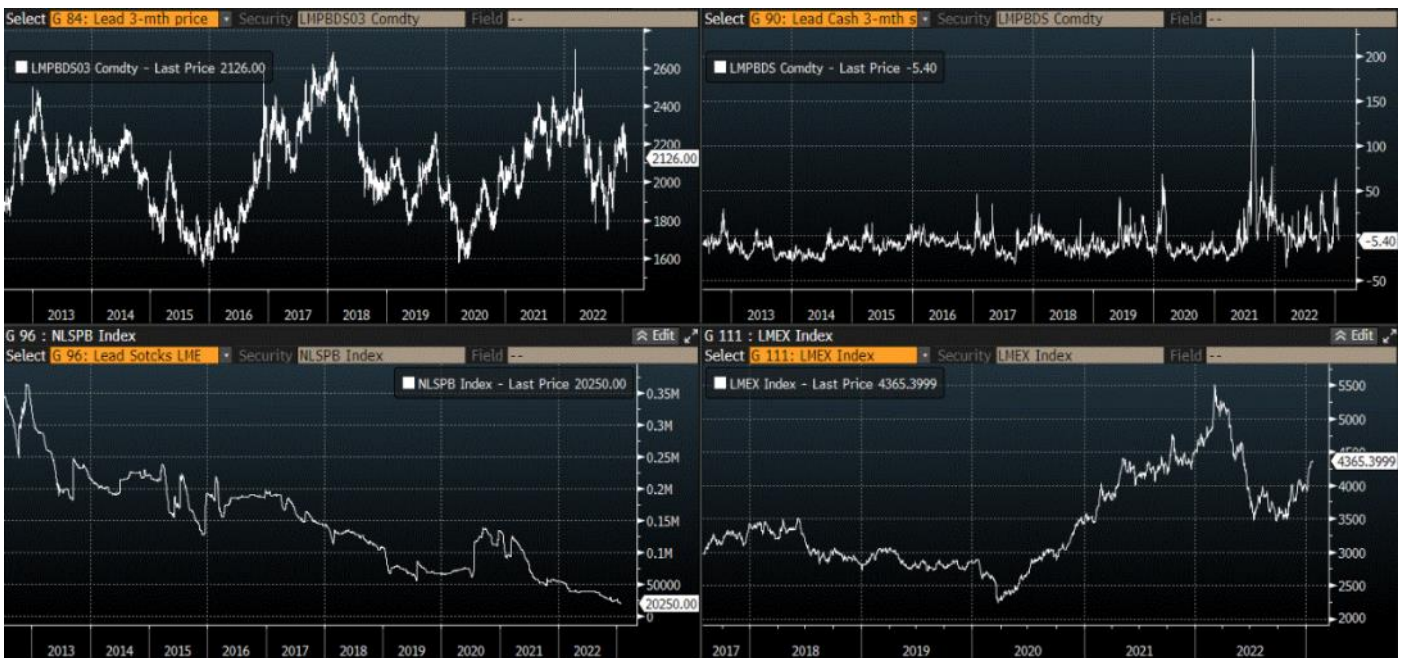 Select G 84: Lead 3-mth price Security LMPBDS03 Comdty Field --
LMPBDS03 Comdty - Last Price 2126.00
2600
2400
2200
2126.00
2000
1800
1600
2013 2014 2015 2016 2017 2018 2019 2020 2021 2022
Select G 90: Lead Cash 3-mth s Security LMPBDS Comdty Field --
LMPBDS Comdty - Last Price -5.40
200
150
100
50
-5.40
-50
2013 2014 2015 2016 2017 2018 2019 2020 2021 2022
G 96 : NLSPB Index Edit
Select G 96: Lead Sotcks LME Security NLSPB Index Field --
NLSPB Index - Last Price 20250.00
0.35M
0.3M
0.25M
0.2M
0.15M
0.1M
50000
20250.00
0
2013 2014 2015 2016 2017 2018 2019 2020 2021 2022
G 111 : LMEX Index Edit
Select G 111: LMEX Index Security LMEX Index Field --
LMEX Index - Last Price 4365.3999
5500
5000
4500
4365.3999
4000
3500
3000
2500
2000
2017 2018 2019 2020 2021 2022